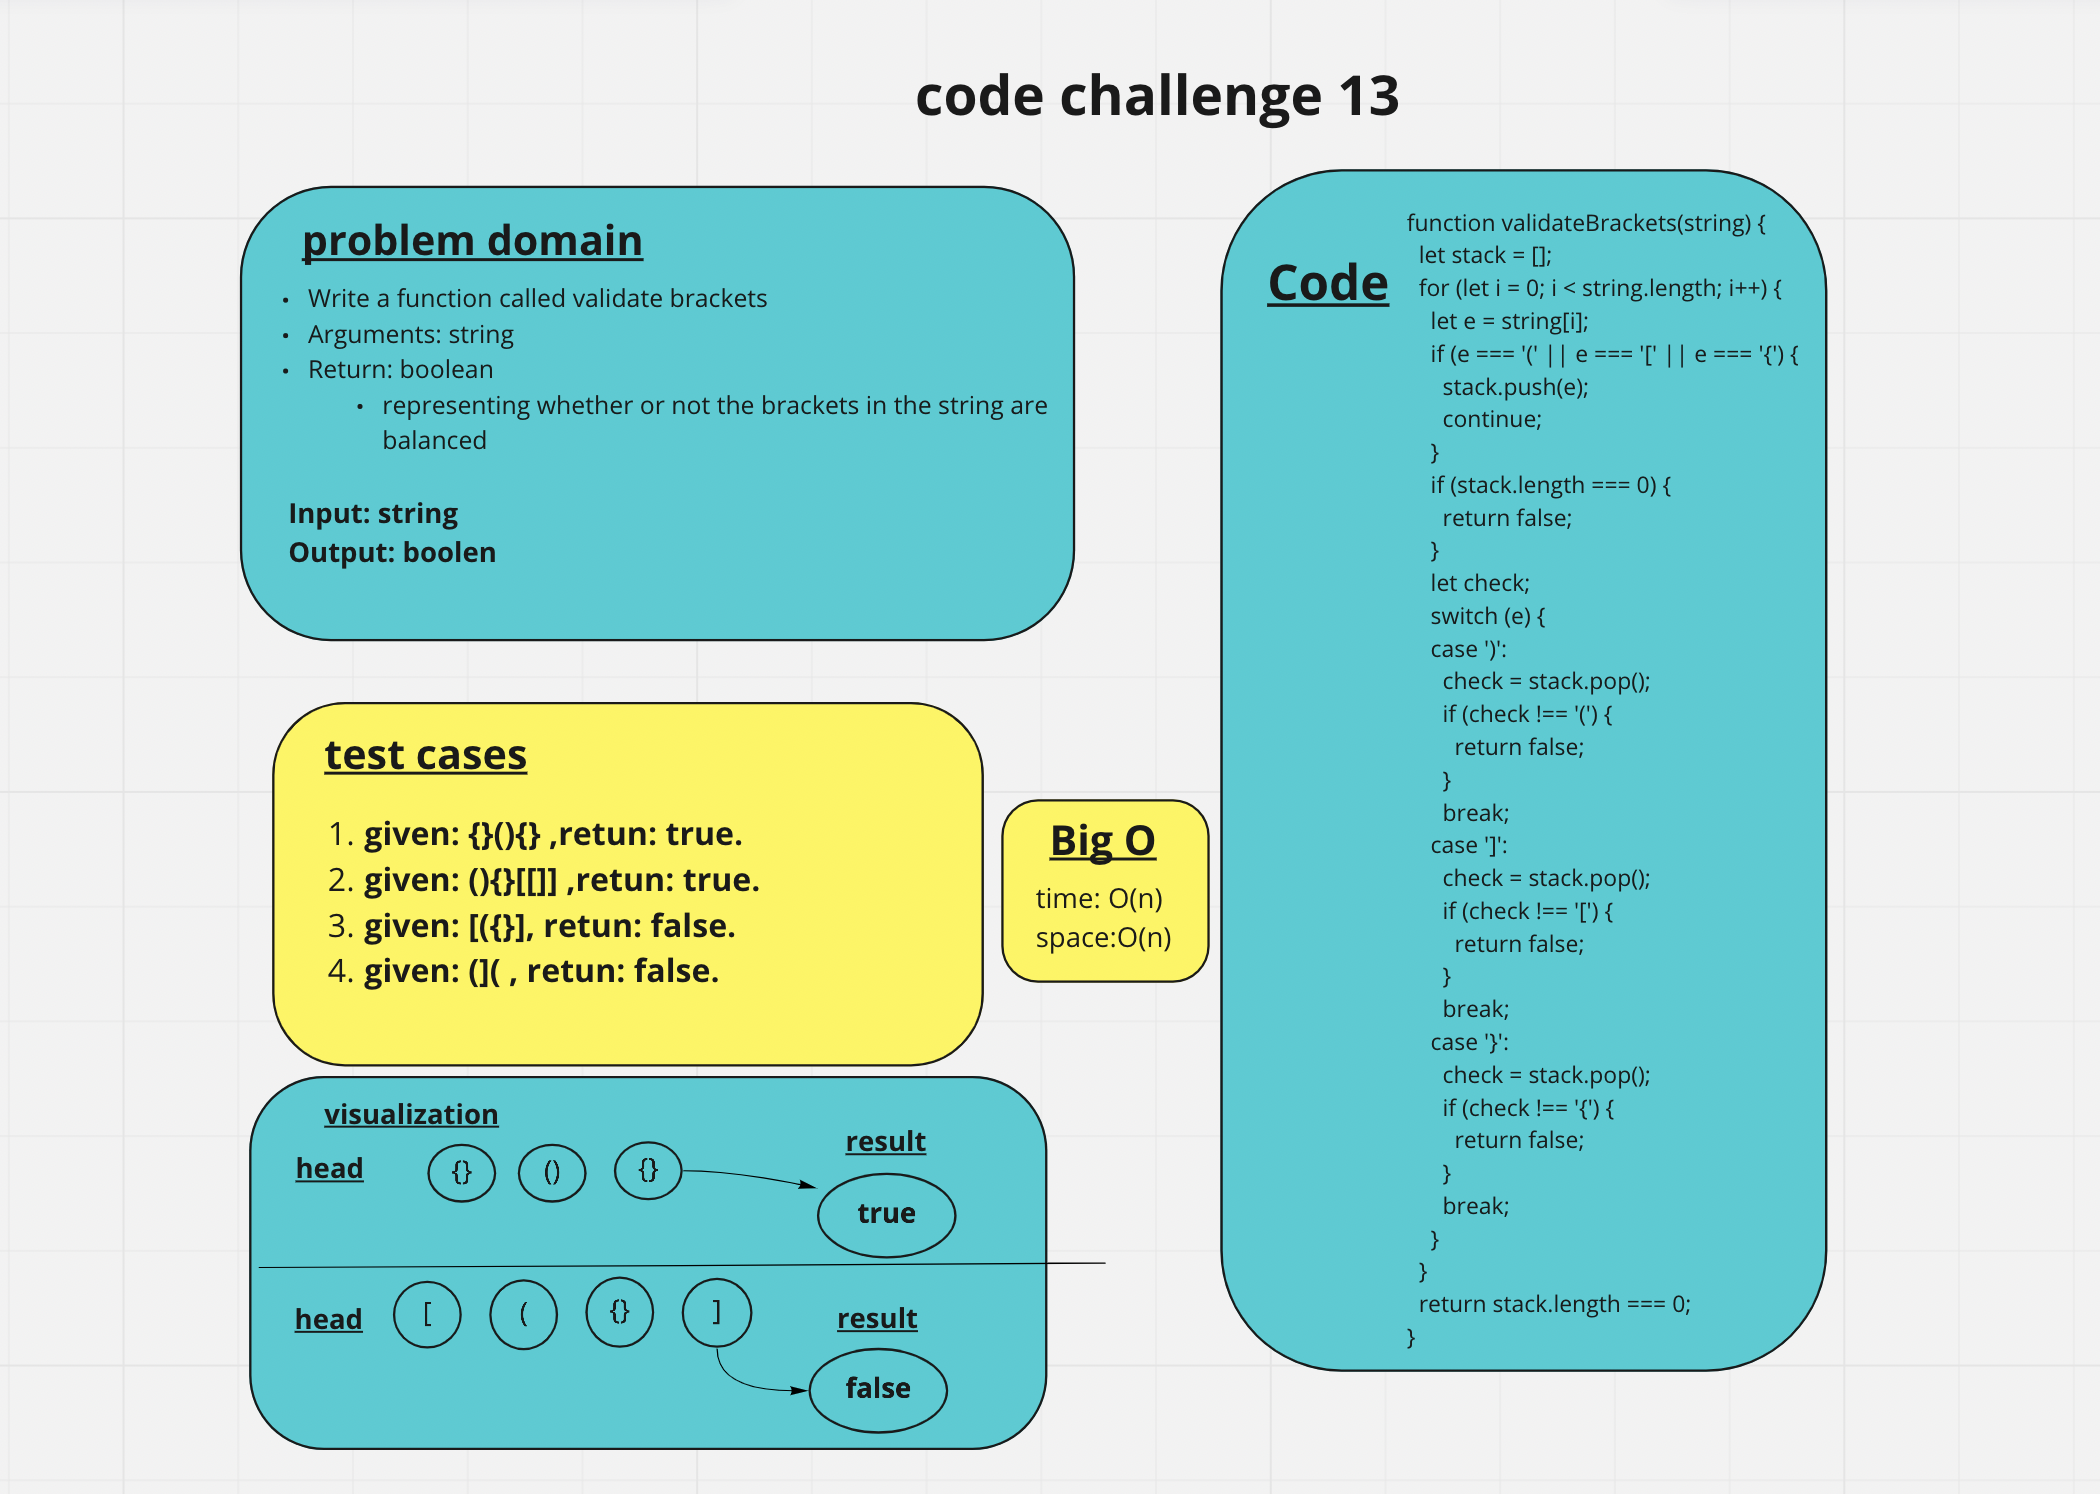 code challenge 13
problem domain
• Write a function called validate brackets
• Arguments: string
• Return: boolean
• representing whether or not the brackets in the string are
balanced
Input: string
Output: boolen
test cases
1. given: {}(){} ,retun: true.
2. given: (){}[[]] ,retun: true.
3. given: [({}], retun: false.
4. given: (]( , retun: false.
Big O
time: O(n)
space:O(n)
visualization
head
{}
()
{}
result
true
head
[
(
{}
]
result
false
Code
function validateBrackets(string) {
let stack = [];
for (let i = 0; i < string.length; i++) {
let e = string[i];
if (e === '(' || e === '[' || e === '{') {
stack.push(e);
continue;
}
if (stack.length === 0) {
return false;
}
let check;
switch (e) {
case ')':
check = stack.pop();
if (check !== '(') {
return false;
}
break;
case ']':
check = stack.pop();
if (check !== '[') {
return false;
}
break;
case '}':
check = stack.pop();
if (check !== '{') {
return false;
}
break;
}
}
return stack.length === 0;
}